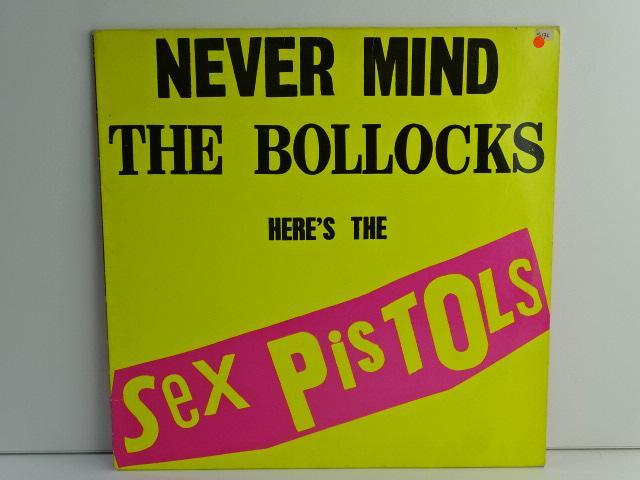 NEVER MIND
THE BOLLOCKS
HERE'S THE
Sex PisTOls